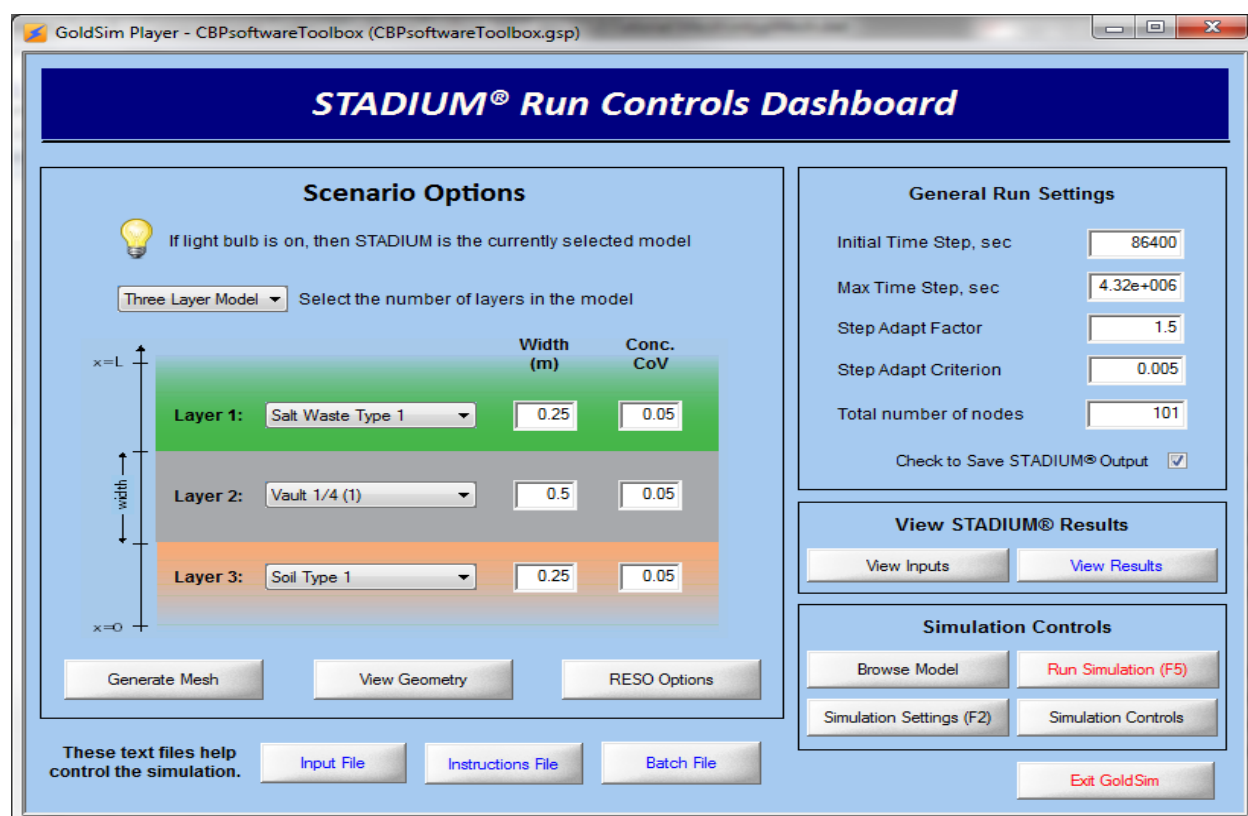 GoldSim Player - CBPsoftwareToolbox (CBPsoftwareToolbox.gsp)
STADIUM® Run Controls Dashboard
Scenario Options
If light bulb is on, then STADIUM is the currently selected model
Three Layer Model Select the number of layers in the model
Width Conc.
(m) CoV
x=L
Layer 1: Salt Waste Type 1 0.25 0.05
width
Layer 2: Vault 1/4 (1) 0.5 0.05
Layer 3: Soil Type 1 0.25 0.05
x=0
Generate Mesh View Geometry RESO Options
These text files help
control the simulation.
Input File Instructions File Batch File
General Run Settings
Initial Time Step, sec 86400
Max Time Step, sec 4.32e+006
Step Adapt Factor 1.5
Step Adapt Criterion 0.005
Total number of nodes 101
Check to Save STADIUM® Output
View STADIUM® Results
View Inputs View Results
Simulation Controls
Browse Model Run Simulation (F5)
Simulation Settings (F2) Simulation Controls
Exit GoldSim